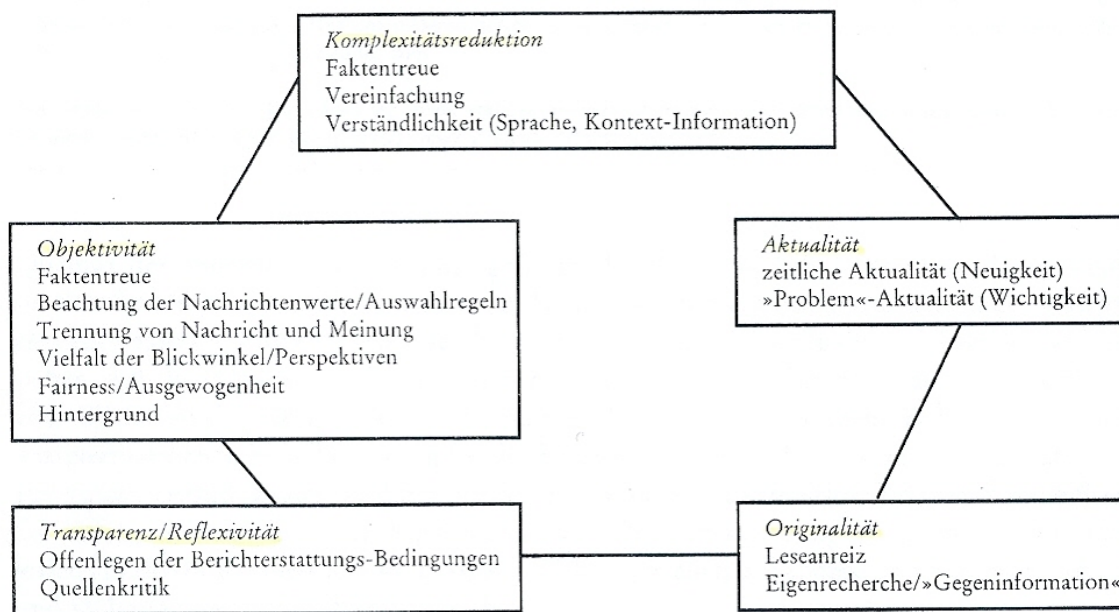 Komplexitätsreduktion
Faktentreue
Vereinfachung
Verständlichkeit (Sprache, Kontext-Information)
Objektivität
Faktentreue
Beachtung der Nachrichtenwerte/Auswahlregeln
Trennung von Nachricht und Meinung
Vielfalt der Blickwinkel/Perspektiven
Fairness/Ausgewogenheit
Hintergrund
Aktualität
zeitliche Aktualität (Neuigkeit)
»Problem«-Aktualität (Wichtigkeit)
Transparenz/Reflexivität
Offenlegen der Berichterstattungs-Bedingungen
Quellenkritik
Originalität
Leseanreiz
Eigenrecherche/»Gegeninformation«